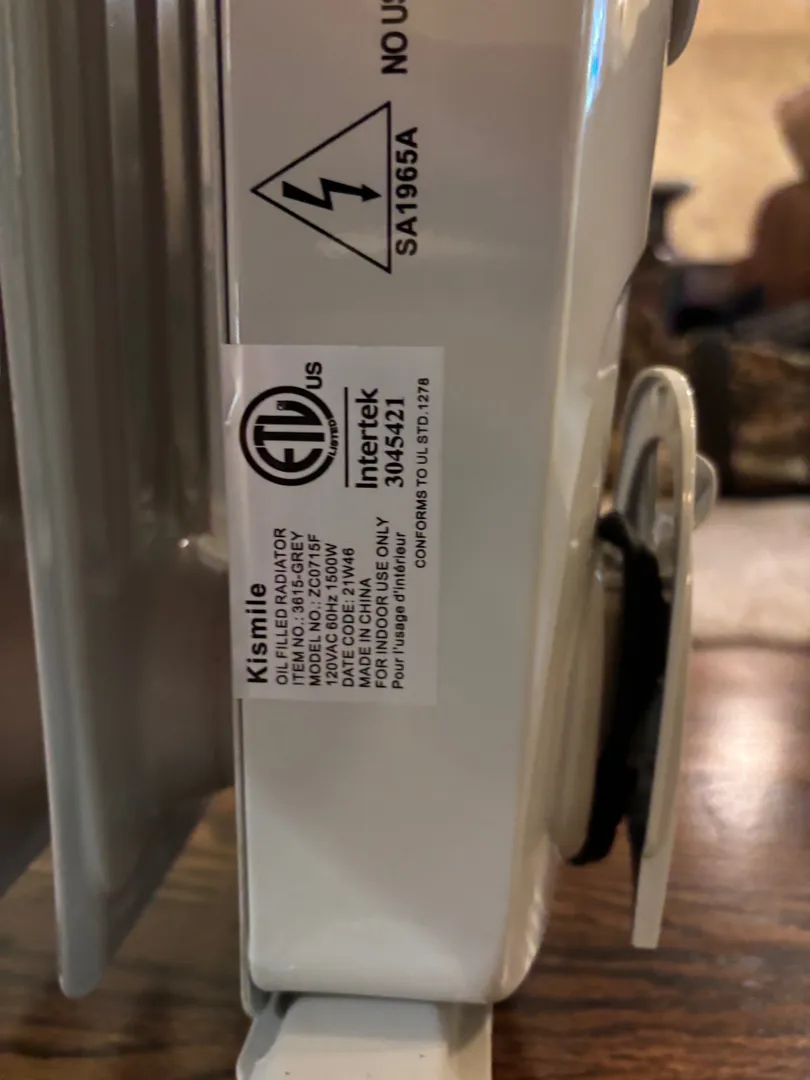 NO US
SA1965A
ETL
LISTED
US
Intertek
3045421
CONFORMS TO UL STD.1278
Kismile
OIL FILLED RADIATOR
ITEM NO.: 3615-GREY
MODEL NO.: ZC0715F
120VAC 60Hz 1500W
DATE CODE: 21W46
MADE IN CHINA
FOR INDOOR USE ONLY
Pour l'usage d'intérieur